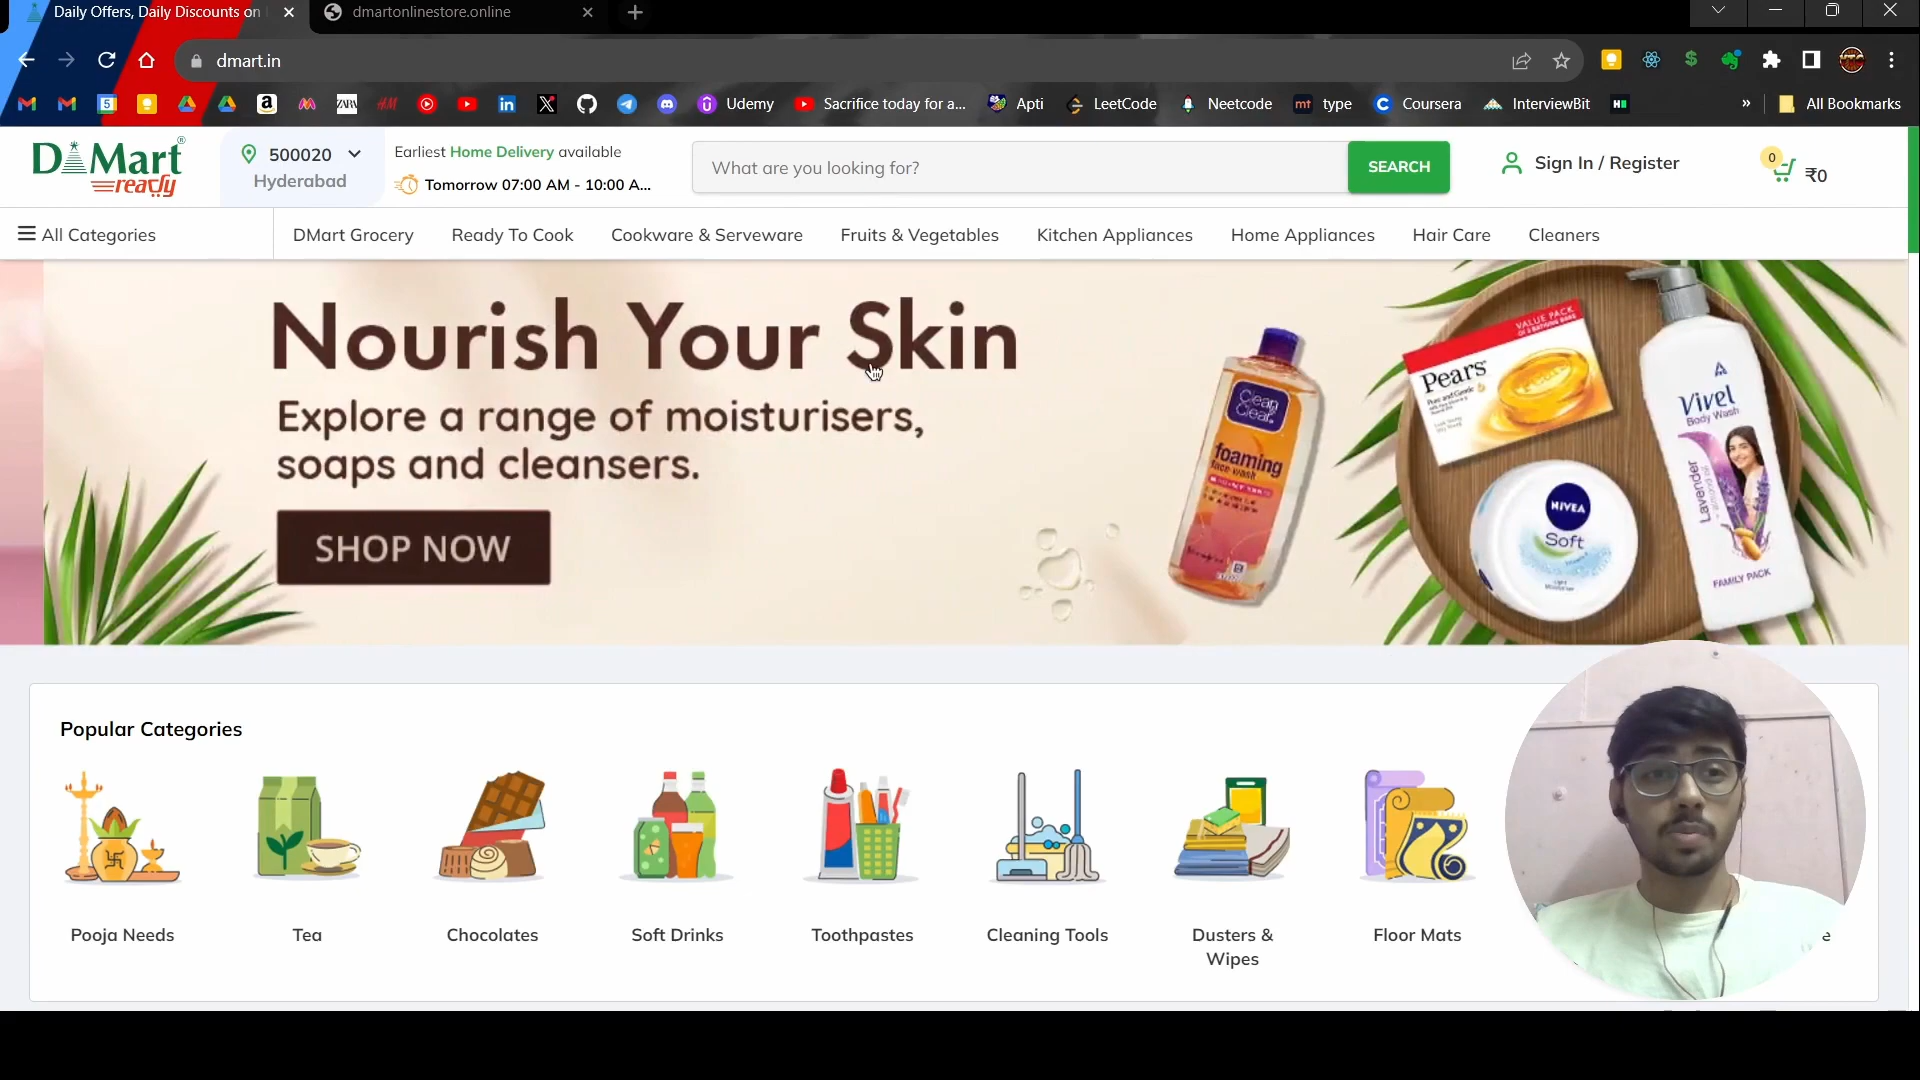 Daily Offers, Daily Discounts on
dmartonlinestore.online
dmart.in
Udemy
Sacrifice today for a...
Apti
LeetCode
Neetcode
mt type
Coursera
InterviewBit
»
All Bookmarks
DMart
ready
500020
Hyderabad
Earliest Home Delivery available
Tomorrow 07:00 AM - 10:00 A...
What are you looking for?
SEARCH
Sign In / Register
0
₹0
All Categories
DMart Grocery
Ready To Cook
Cookware & Serveware
Fruits & Vegetables
Kitchen Appliances
Home Appliances
Hair Care
Cleaners
Nourish Your Skin
Explore a range of moisturisers,
soaps and cleansers.
SHOP NOW
Clean & Clear
foaming
face wash
VALUE PACK
Pears
Pure and Gentle
NIVEA
Soft
Vivel
Body Wash
Lavender
FAMILY PACK
Popular Categories
Pooja Needs
Tea
Chocolates
Soft Drinks
Toothpastes
Cleaning Tools
Dusters &
Wipes
Floor Mats